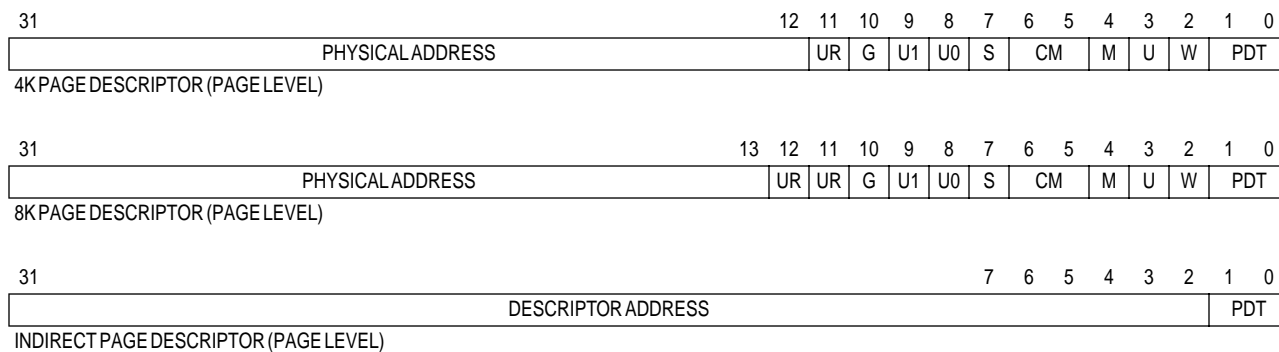 31 12 11 10 9 8 7 6 5 4 3 2 1 0
PHYSICAL ADDRESS UR G U1 U0 S CM M U W PDT
4K PAGE DESCRIPTOR (PAGE LEVEL)
31 13 12 11 10 9 8 7 6 5 4 3 2 1 0
PHYSICAL ADDRESS UR UR G U1 U0 S CM M U W PDT
8K PAGE DESCRIPTOR (PAGE LEVEL)
31 7 6 5 4 3 2 1 0
DESCRIPTOR ADDRESS PDT
INDIRECT PAGE DESCRIPTOR (PAGE LEVEL)